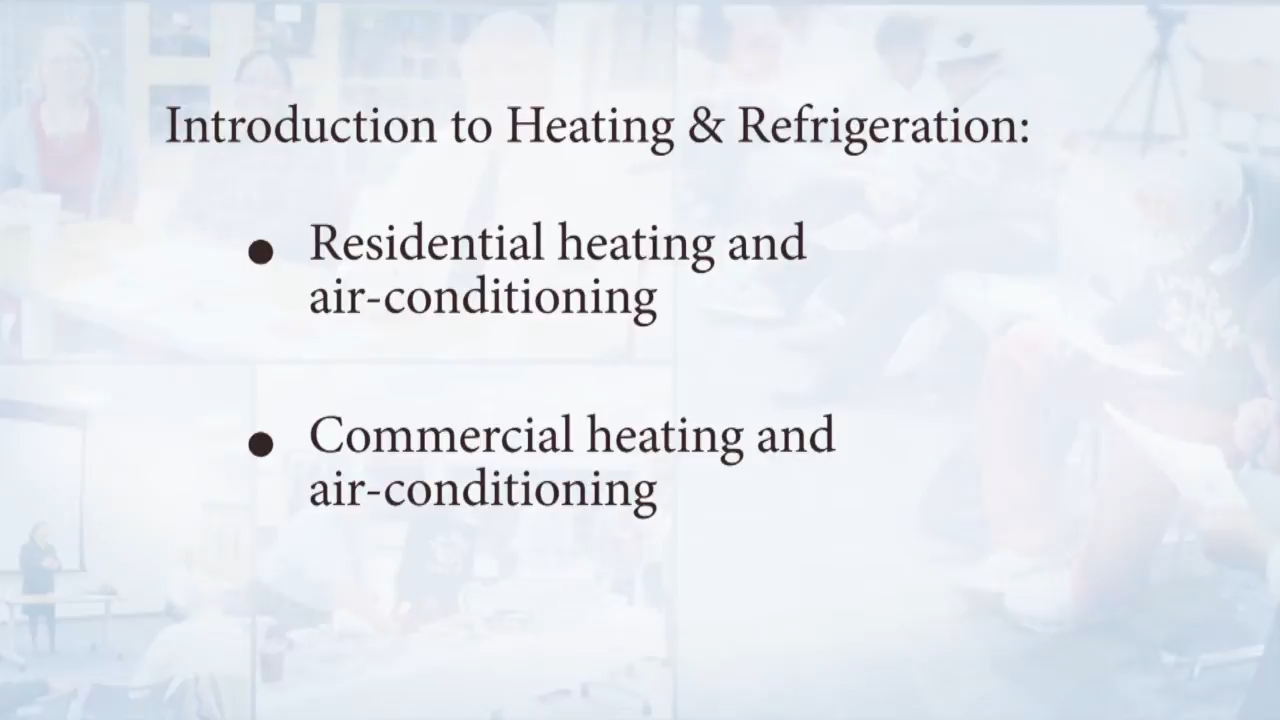 Introduction to Heating & Refrigeration:
● Residential heating and
air-conditioning
● Commercial heating and
air-conditioning